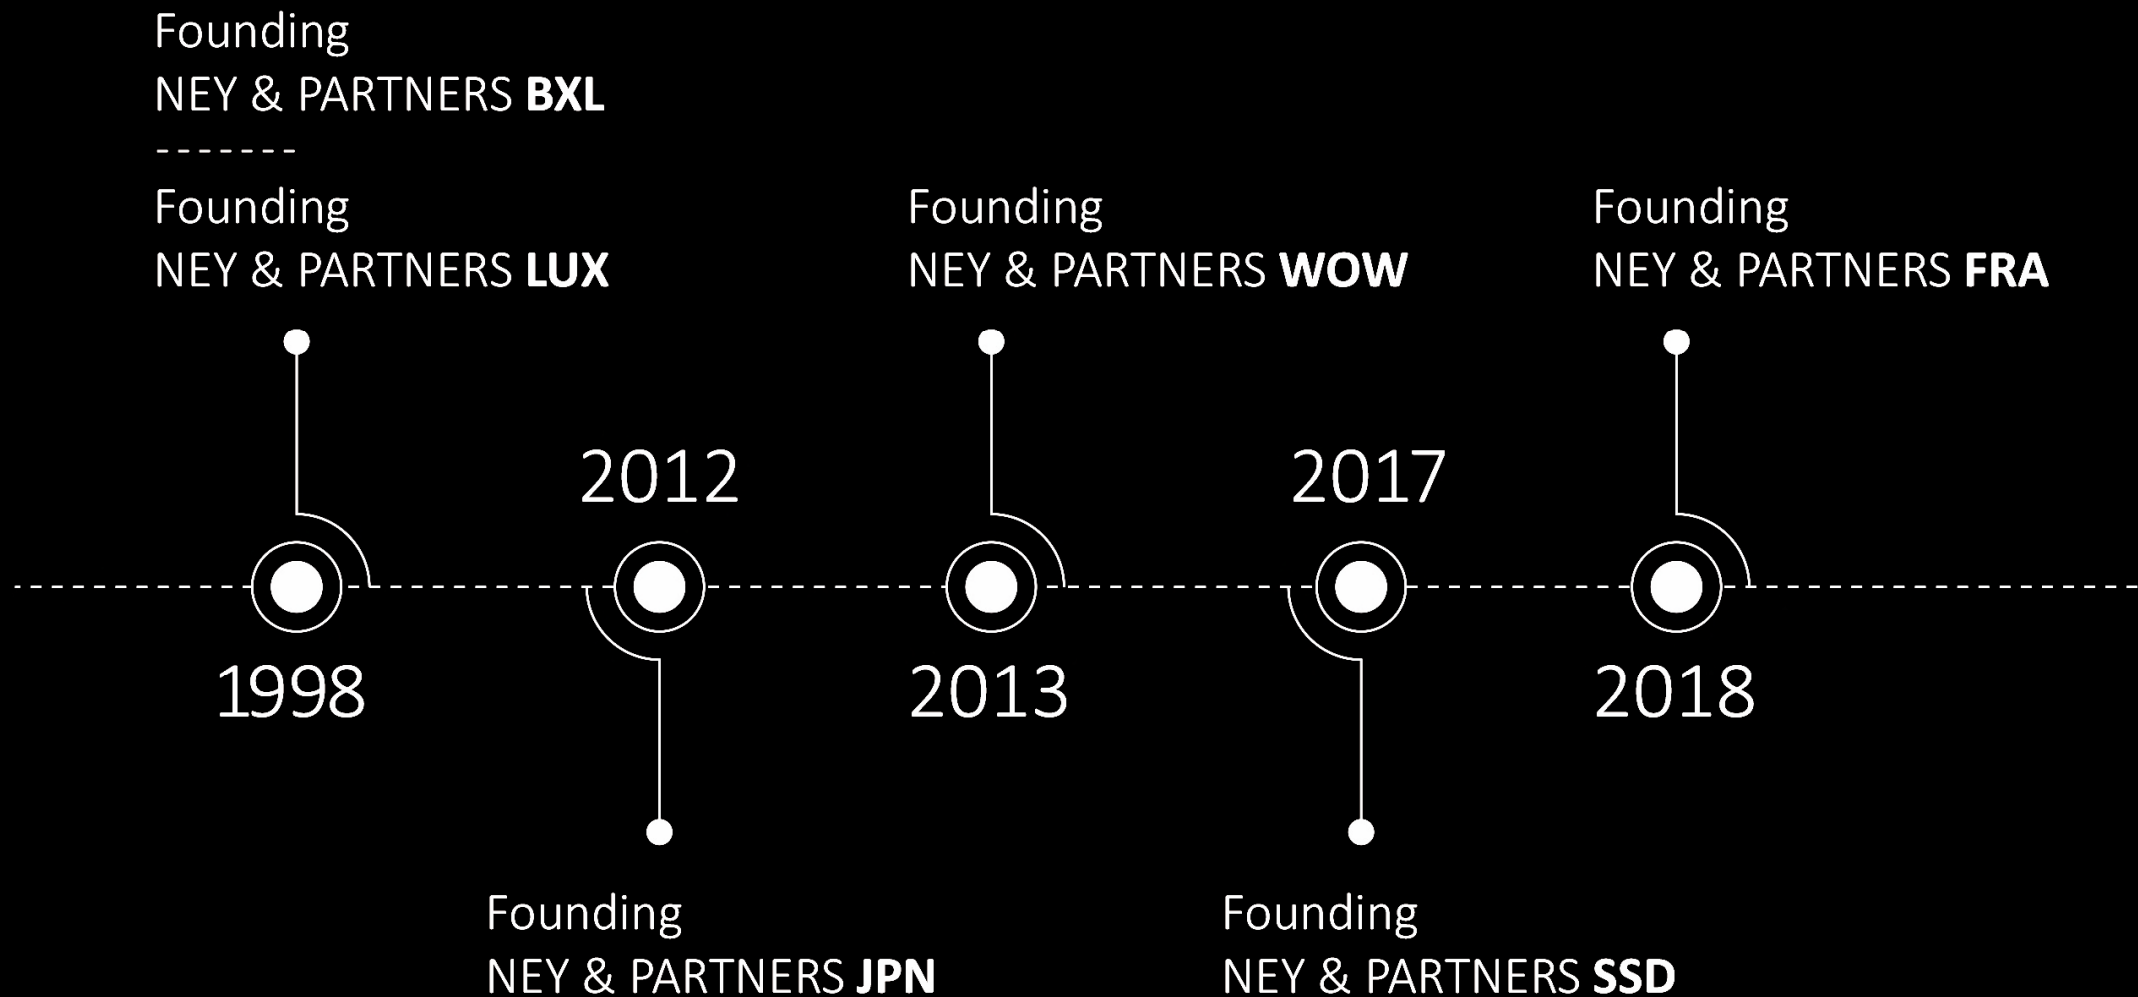 Founding
NEY & PARTNERS BXL
-------
Founding
NEY & PARTNERS LUX
1998
2012
Founding
NEY & PARTNERS JPN
Founding
NEY & PARTNERS WOW
2013
2017
Founding
NEY & PARTNERS SSD
Founding
NEY & PARTNERS FRA
2018